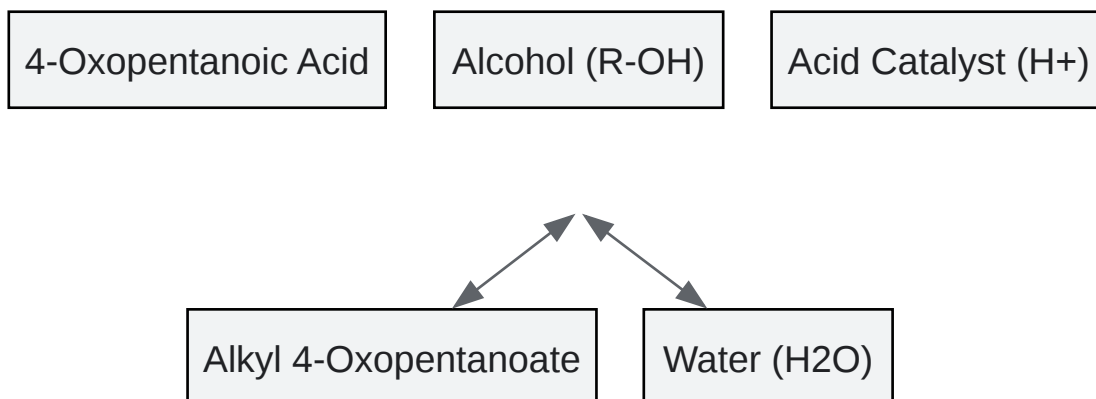 4-Oxopentanoic Acid
Alcohol (R-OH)
Acid Catalyst (H+)
Alkyl 4-Oxopentanoate
Water (H2O)